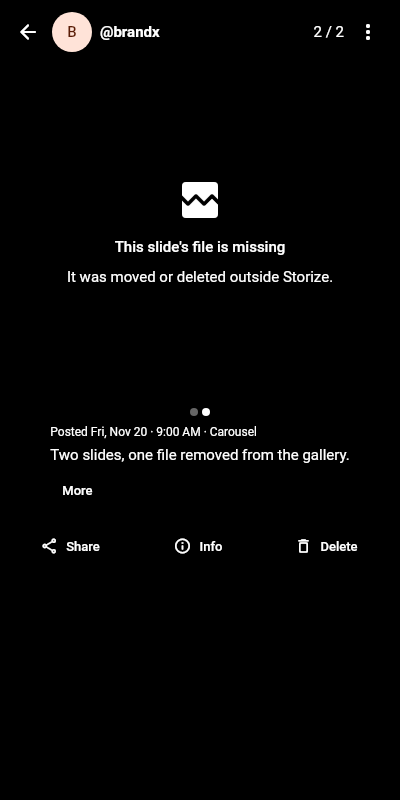 B
@brandx
2 / 2
This slide's file is missing
It was moved or deleted outside Storize.
Posted Fri, Nov 20 · 9:00 AM · Carousel
Two slides, one file removed from the gallery.
More
Share
Info
Delete